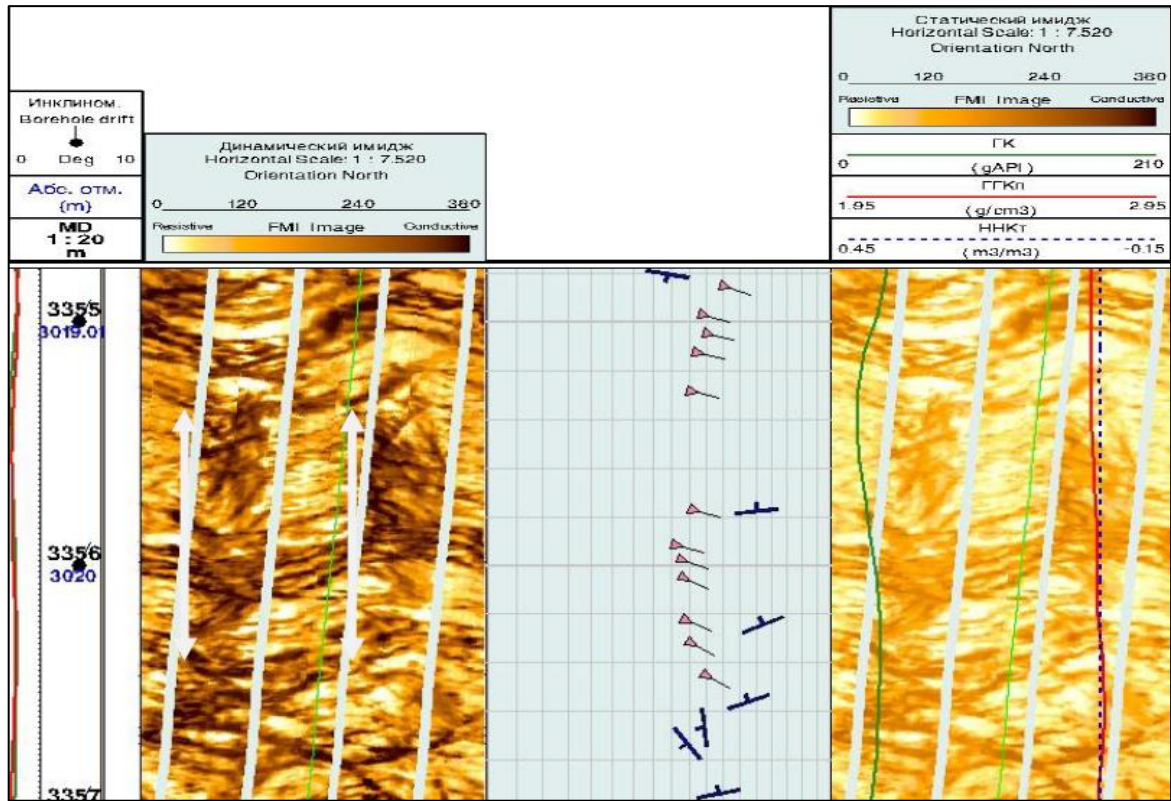 Статический имидж
Horizontal Scale: 1 : 7.520
Orientation North
0 120 240 360
Resistive FMI Image Conductive
ГК
0 (gAPI) 210
ГГКп
1.95 (g/cm3) 2.95
ННКт
0.45 (m3/m3) -0.15
Инклином.
Borehole drift
0 Deg 10
Абс. отм.
(m)
MD
1 : 20
m
Динамический имидж
Horizontal Scale: 1 : 7.520
Orientation North
0 120 240 360
Resistive FMI Image Conductive
3355
3019.01
3356
3020
3357